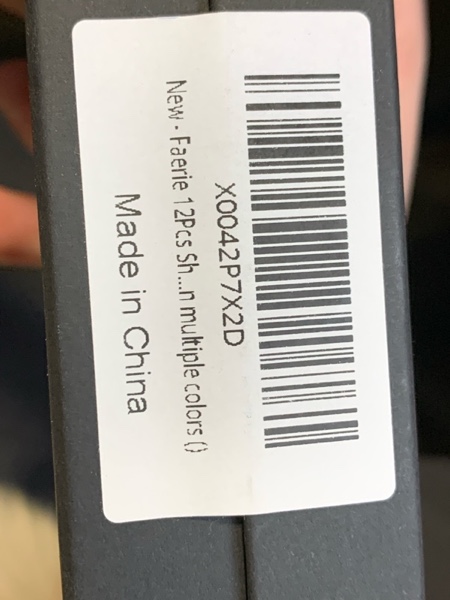 X0042P7X2D
New - Faerie 12Pcs Sh...n multiple colors ()
Made in China